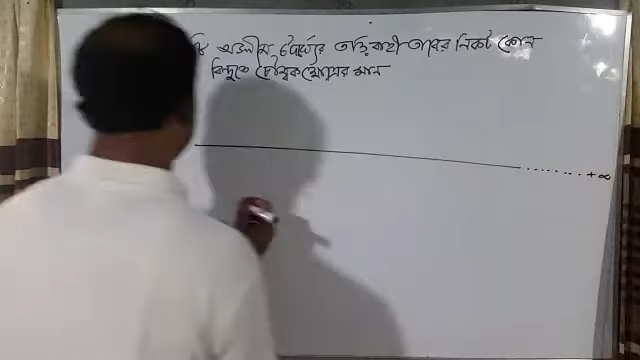 অসীম দৈর্ঘ্যের তড়িৎবাহী তারের নিকট কোন
বিন্দুতে চৌম্বকক্ষেত্রের মান
........ +∞